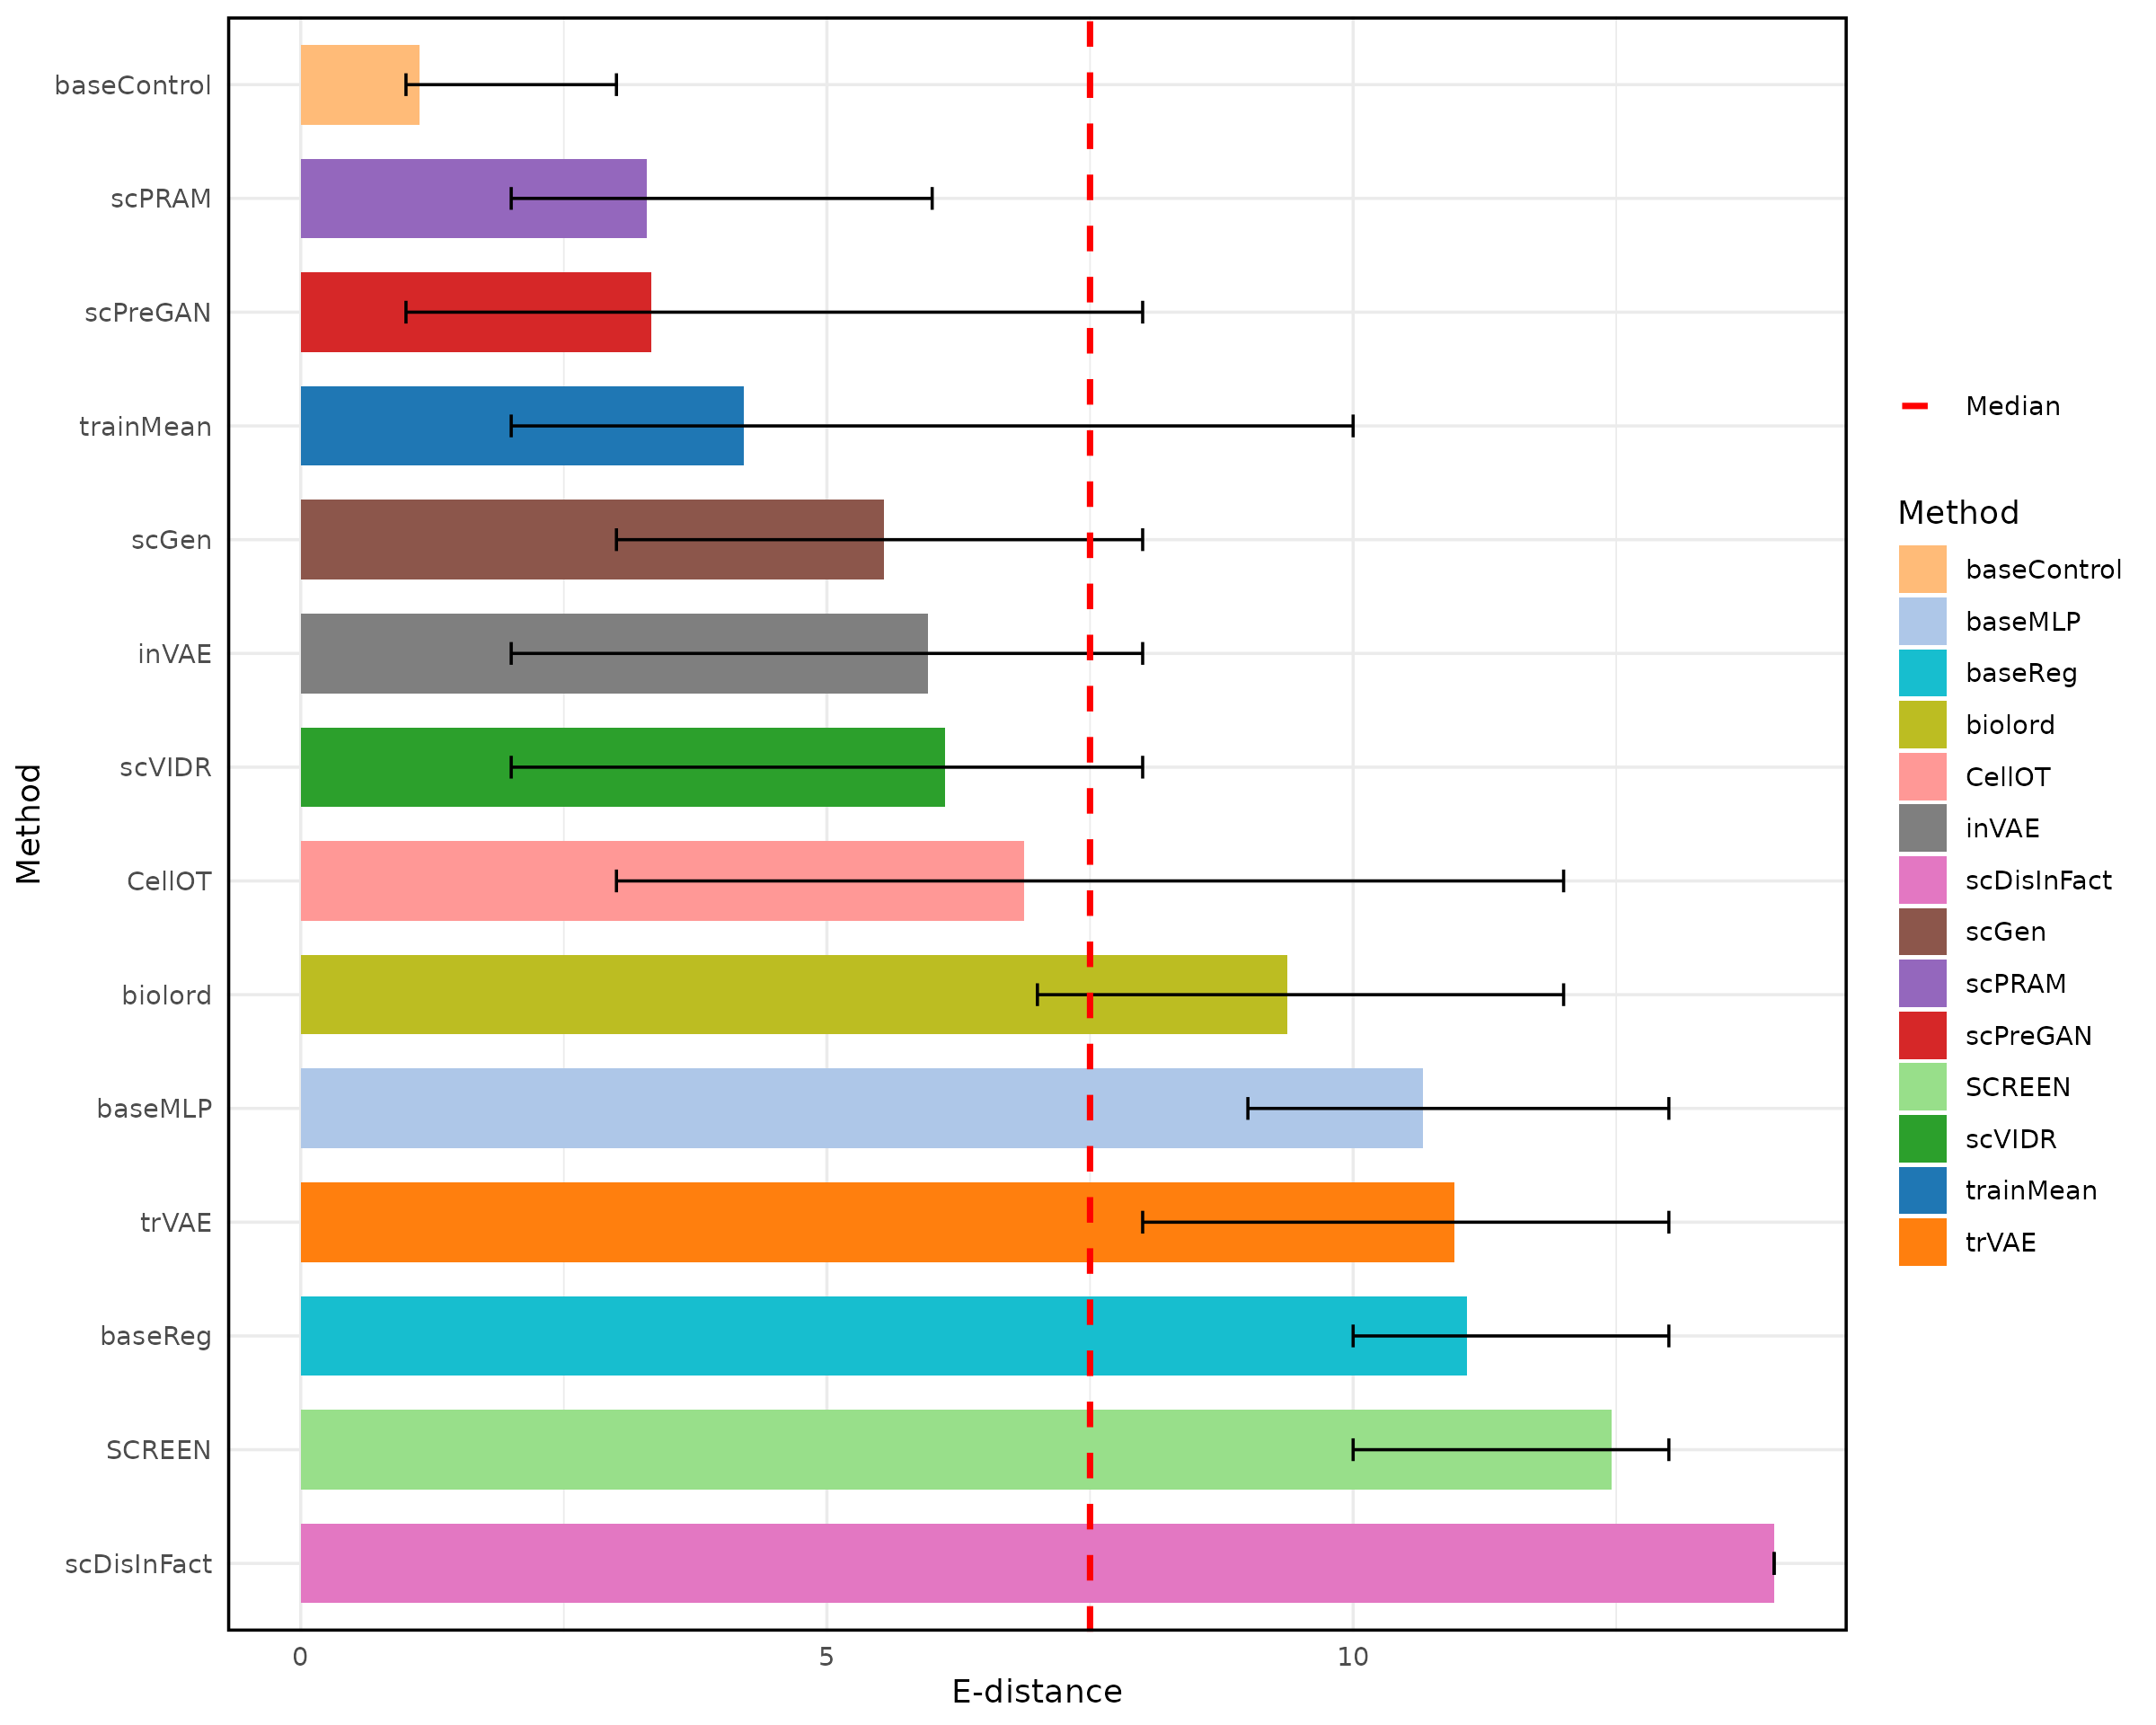 Method
baseControl
scPRAM
scPreGAN
trainMean
scGen
inVAE
scVIDR
CellOT
biolord
baseMLP
trVAE
baseReg
SCREEN
scDisInFact
0 5 10
E-distance
Median
Method
baseControl
baseMLP
baseReg
biolord
CellOT
inVAE
scDisInFact
scGen
scPRAM
scPreGAN
SCREEN
scVIDR
trainMean
trVAE